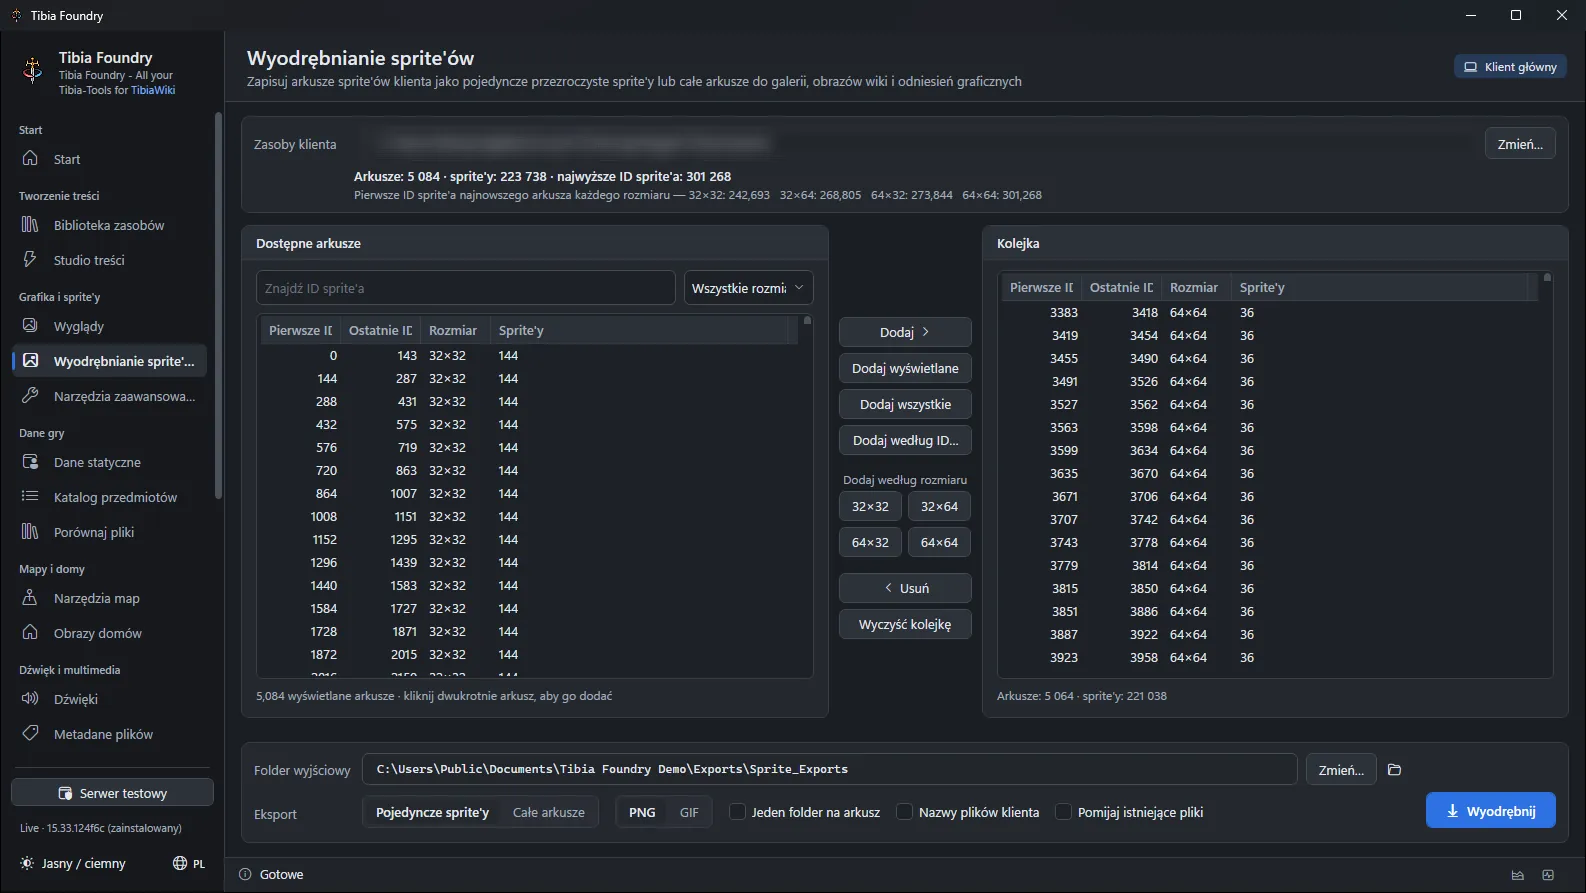 Tibia Foundry
Tibia Foundry
Tibia Foundry - All your
Tibia-Tools for TibiaWiki
Start
Start
Tworzenie treści
Biblioteka zasobów
Studio treści
Grafika i sprite'y
Wyglądy
Wyodrębnianie sprite'...
Narzędzia zaawansowa...
Dane gry
Dane statyczne
Katalog przedmiotów
Porównaj pliki
Mapy i domy
Narzędzia map
Obrazy domów
Dźwięk i multimedia
Dźwięki
Metadane plików
Serwer testowy
Live · 15.33.124f6c (zainstalowany)
Jasny / ciemny
PL
Wyodrębnianie sprite'ów
Zapisuj arkusze sprite'ów klienta jako pojedyncze przezroczyste sprite'y lub całe arkusze do galerii, obrazów wiki i odniesień graficznych
Klient główny
Zasoby klienta
Zmień...
Arkusze: 5 084 · sprite'y: 223 738 · najwyższe ID sprite'a: 301 268
Pierwsze ID sprite'a najnowszego arkusza każdego rozmiaru — 32×32: 242,693 32×64: 268,805 64×32: 273,844 64×64: 301,268
Dostępne arkusze
Znajdź ID sprite'a
Wszystkie rozmia
Pierwsze ID Ostatnie ID Rozmiar Sprite'y
0 143 32×32 144
144 287 32×32 144
288 431 32×32 144
432 575 32×32 144
576 719 32×32 144
720 863 32×32 144
864 1007 32×32 144
1008 1151 32×32 144
1152 1295 32×32 144
1296 1439 32×32 144
1440 1583 32×32 144
1584 1727 32×32 144
1728 1871 32×32 144
1872 2015 32×32 144
2016 2159 32×32 144
5,084 wyświetlane arkusze · kliknij dwukrotnie arkusz, aby go dodać
Dodaj
Dodaj wyświetlane
Dodaj wszystkie
Dodaj według ID...
Dodaj według rozmiaru
32×32 32×64
64×32 64×64
Usuń
Wyczyść kolejkę
Kolejka
Pierwsze ID Ostatnie ID Rozmiar Sprite'y
3383 3418 64×64 36
3419 3454 64×64 36
3455 3490 64×64 36
3491 3526 64×64 36
3527 3562 64×64 36
3563 3598 64×64 36
3599 3634 64×64 36
3635 3670 64×64 36
3671 3706 64×64 36
3707 3742 64×64 36
3743 3778 64×64 36
3779 3814 64×64 36
3815 3850 64×64 36
3851 3886 64×64 36
3887 3922 64×64 36
3923 3958 64×64 36
Arkusze: 5 064 · sprite'y: 221 038
Folder wyjściowy
C:\Users\Public\Documents\Tibia Foundry Demo\Exports\Sprite_Exports
Zmień...
Eksport
Pojedyncze sprite'y Całe arkusze
PNG GIF
Jeden folder na arkusz
Nazwy plików klienta
Pomijaj istniejące pliki
Wyodrębnij
Gotowe